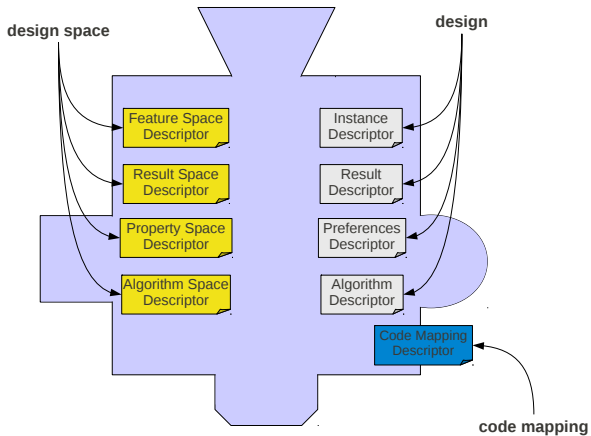 design space
design
Feature Space
Descriptor
Instance
Descriptor
Result Space
Descriptor
Result
Descriptor
Property Space
Descriptor
Preferences
Descriptor
Algorithm Space
Descriptor
Algorithm
Descriptor
Code Mapping
Descriptor
code mapping